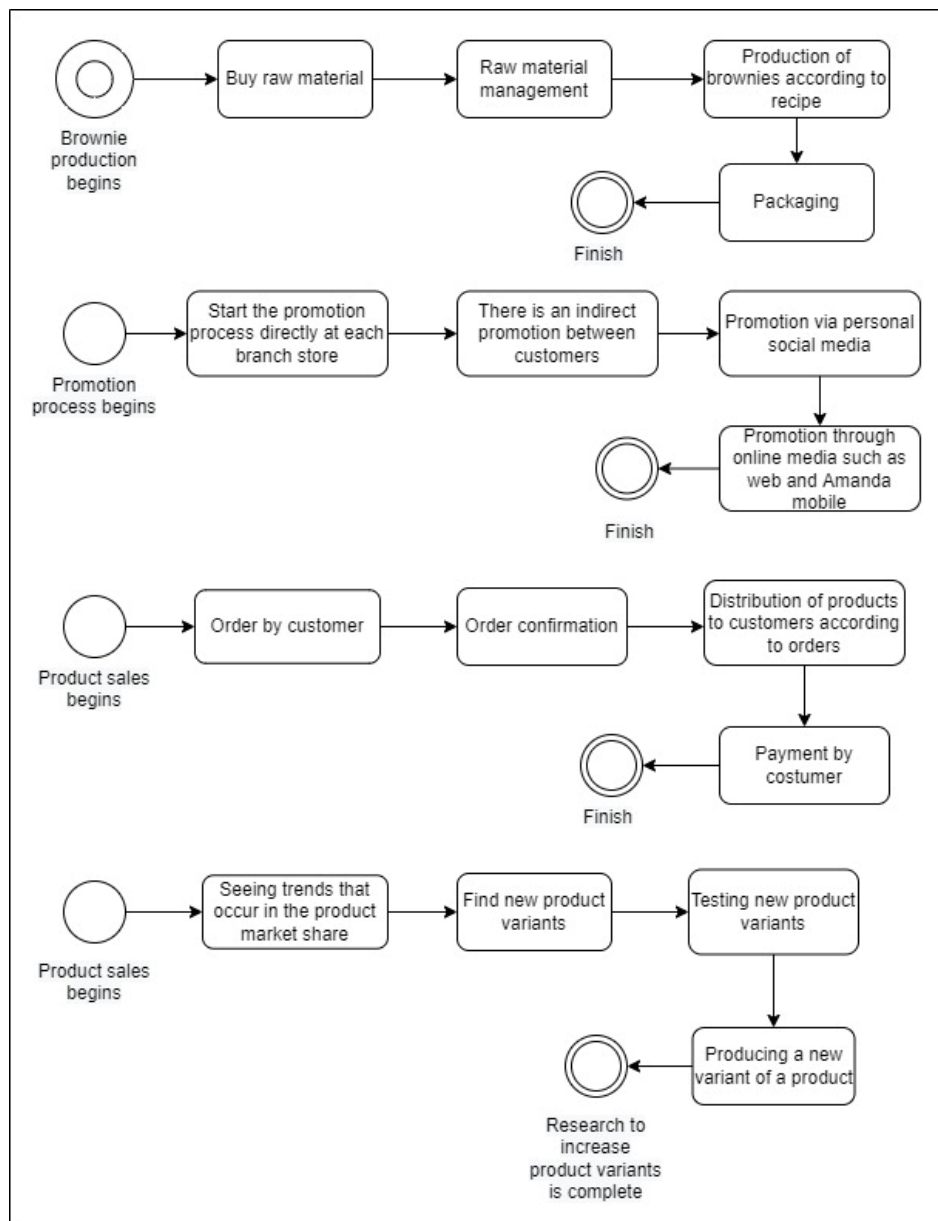 Buy raw material
Raw material
management
Production of
brownies according to
recipe
Brownie
production
begins
Packaging
Finish
Start the promotion
process directly at each
branch store
There is an indirect
promotion between
customers
Promotion via personal
social media
Promotion
process begins
Promotion through
online media such as
web and Amanda
mobile
Finish
Order by customer
Order confirmation
Distribution of products
to customers according
to orders
Product sales
begins
Payment by
costumer
Finish
Seeing trends that
occur in the product
market share
Find new product
variants
Testing new product
variants
Product sales
begins
Producing a new
variant of a product
Research to
increase
product variants
is complete